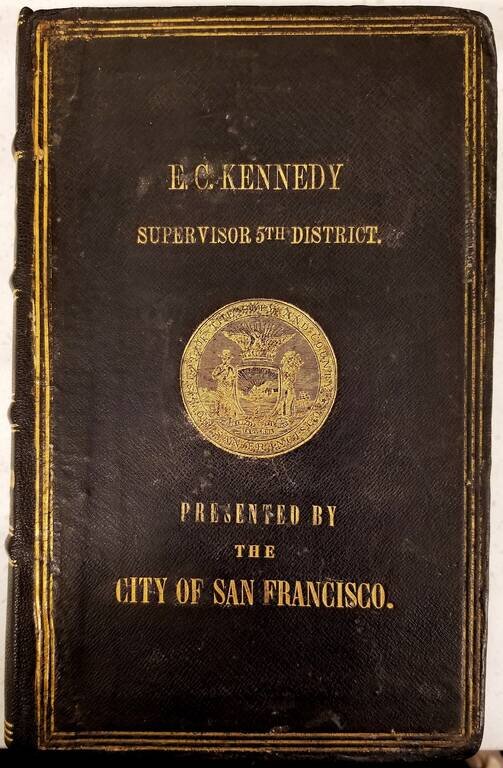 E. C. KENNEDY
SUPERVISOR 5TH DISTRICT.
PRESENTED BY
THE
CITY OF SAN FRANCISCO.